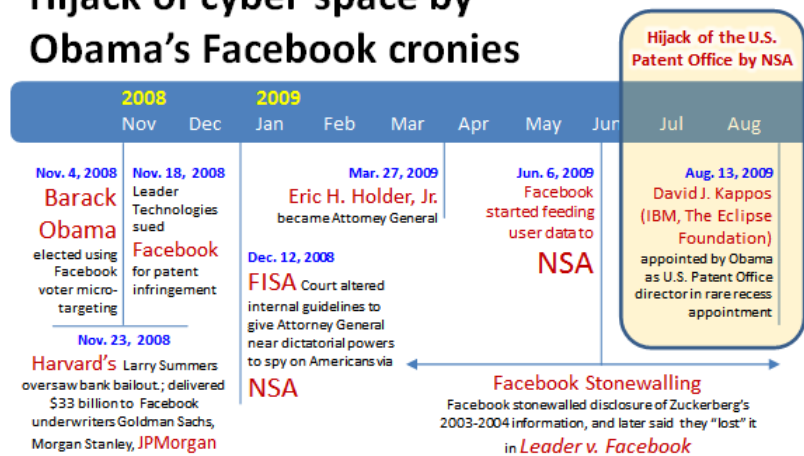 Hijack of cyber space by
Obama's Facebook cronies
Hijack of the U.S.
Patent Office by NSA
2008 2009
Nov Dec Jan Feb Mar Apr May Jun Jul Aug
Nov. 4, 2008
Barack
Obama
elected using
Facebook
voter micro-
targeting
Nov. 18, 2008
Leader
Technologies
sued
Facebook
for patent
infringement
Nov. 23, 2008
Harvard's Larry Summers
oversaw bank bailout.; delivered
$33 billion to Facebook
underwriters Goldman Sachs,
Morgan Stanley, JPMorgan
Mar. 27, 2009
Eric H. Holder, Jr.
became Attorney General
Dec. 12, 2008
FISA Court altered
internal guidelines to
give Attorney General
near dictatorial powers
to spy on Americans via
NSA
Jun. 6, 2009
Facebook
started feeding
user data to
NSA
Aug. 13, 2009
David J. Kappos
(IBM, The Eclipse
Foundation)
appointed by Obama
as U.S. Patent Office
director in rare recess
appointment
Facebook Stonewalling
Facebook stonewalled disclosure of Zuckerberg's
2003-2004 information, and later said they "lost" it
in Leader v. Facebook